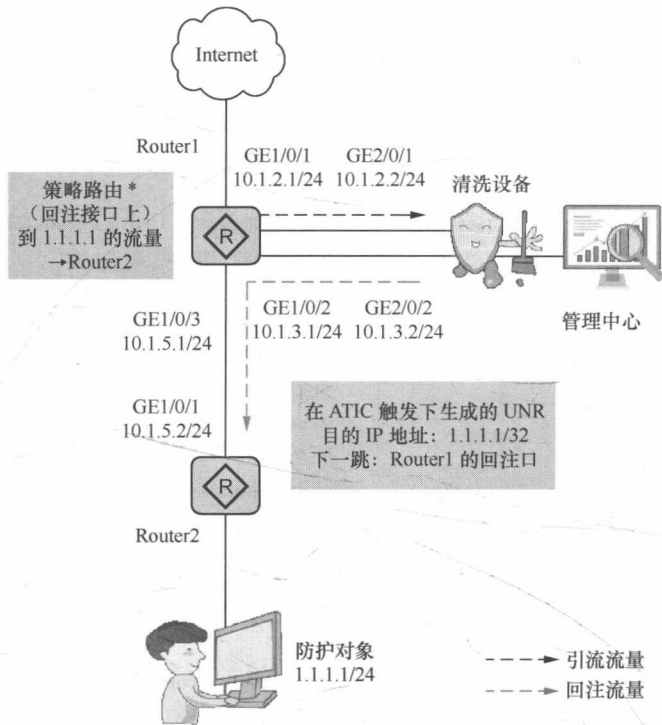 Internet
Router1
GE1/0/1
10.1.2.1/24
GE2/0/1
10.1.2.2/24
清洗设备
策略路由*
（回注接口上）
到 1.1.1.1 的流量
→Router2
R
管理中心
GE1/0/2
10.1.3.1/24
GE2/0/2
10.1.3.2/24
GE1/0/3
10.1.5.1/24
GE1/0/1
10.1.5.2/24
在 ATIC 触发下生成的 UNR
目的 IP 地址：1.1.1.1/32
下一跳：Router1 的回注口
R
Router2
防护对象
1.1.1.1/24
引流流量
回注流量